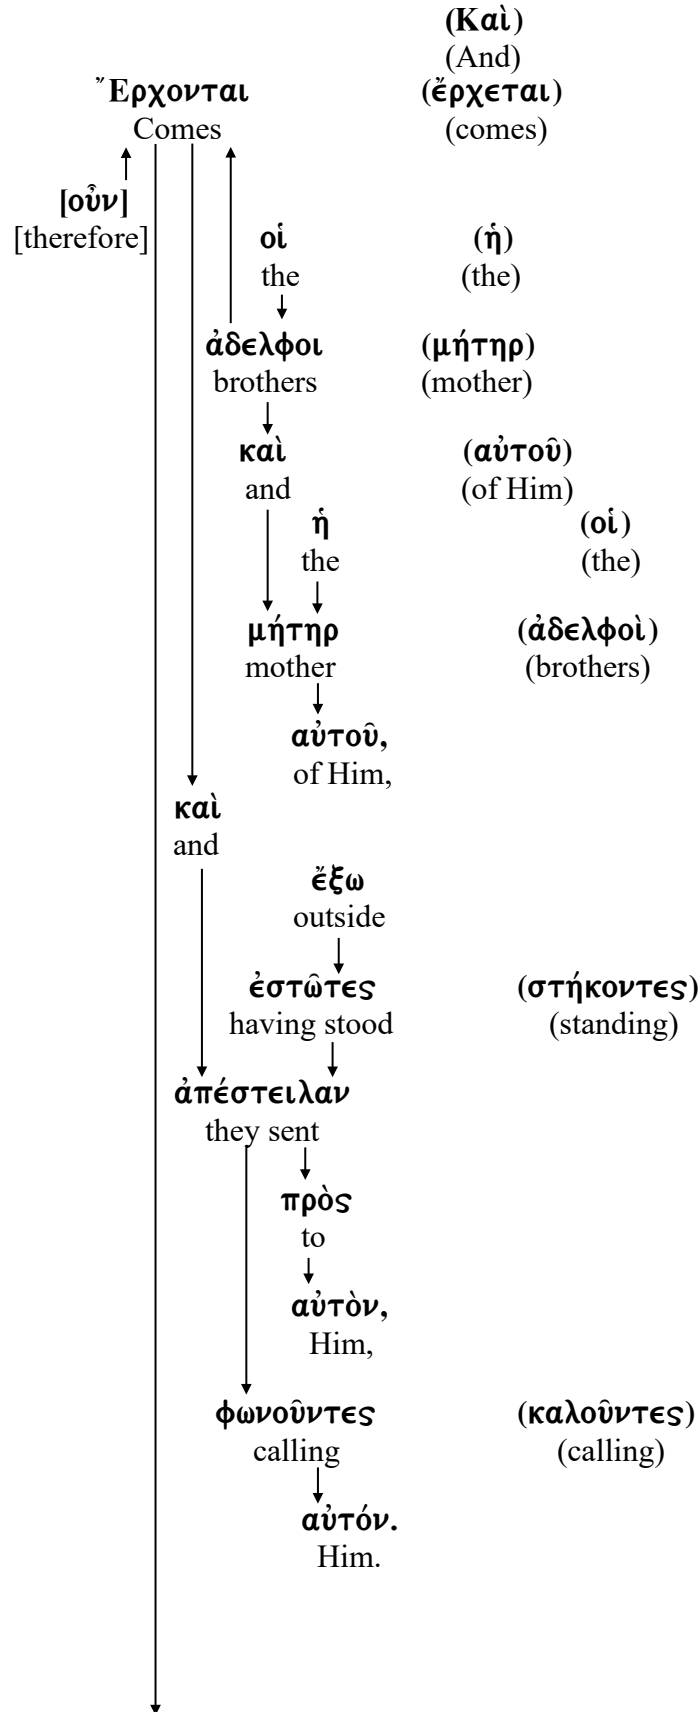 (Καὶ)
(And)
῎Ερχονται (ἔρχεται)
Comes (comes)
[οὖν]
[therefore]
οἱ (ἡ)
the (the)
ἀδελφοι (μήτηρ)
brothers (mother)
καὶ (αὐτοῦ)
and (of Him)
ἡ (οἱ)
the (the)
μήτηρ (ἀδελφοὶ)
mother (brothers)
αὐτοῦ,
of Him,
καὶ
and
ἔξω
outside
ἐστῶτες (στήκοντες)
having stood (standing)
ἀπέστειλαν
they sent
πρὸς
to
αὐτὸν,
Him,
φωνοῦντες (καλοῦντες)
calling (calling)
αὐτόν.
Him.